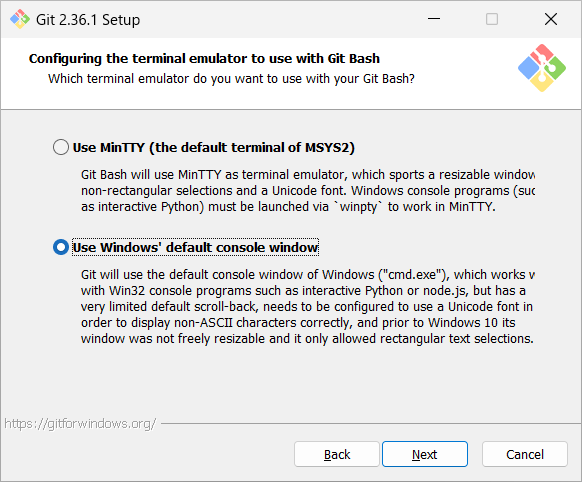 Git 2.36.1 Setup
Configuring the terminal emulator to use with Git Bash
Which terminal emulator do you want to use with your Git Bash?
Use MinTTY (the default terminal of MSYS2)
Git Bash will use MinTTY as terminal emulator, which sports a resizable window
non-rectangular selections and a Unicode font. Windows console programs (suc
as interactive Python) must be launched via `winpty` to work in MinTTY.
Use Windows' default console window
Git will use the default console window of Windows ("cmd.exe"), which works w
with Win32 console programs such as interactive Python or node.js, but has a
very limited default scroll-back, needs to be configured to use a Unicode font in
order to display non-ASCII characters correctly, and prior to Windows 10 its
window was not freely resizable and it only allowed rectangular text selections.
https://gitforwindows.org/
Back
Next
Cancel